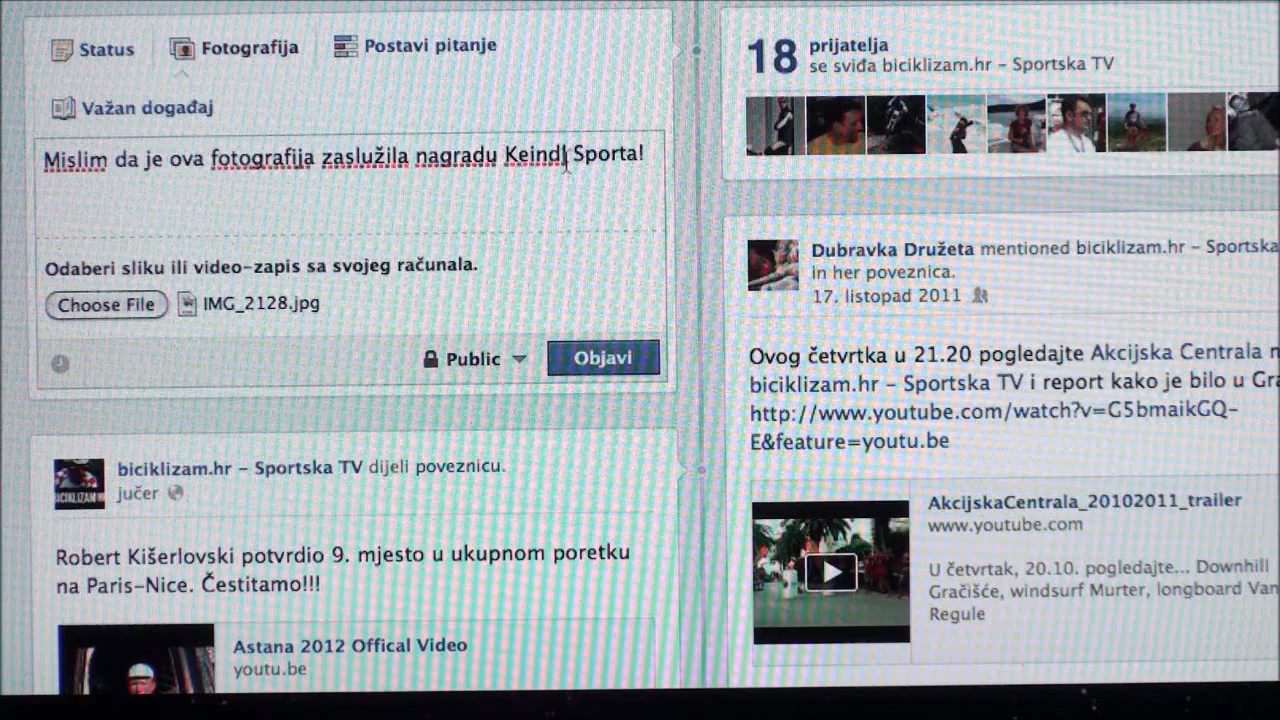 Status
Fotografija
Postavi pitanje
Važan događaj
Mislim da je ova fotografija zaslužila nagradu Keindl Sporta!
Odaberi sliku ili video-zapis sa svojeg računala.
Choose File
IMG_2128.jpg
Public
Objavi
biciklizam.hr - Sportska TV dijeli poveznicu.
jučer
Robert Kišerlovski potvrdio 9. mjesto u ukupnom poretku
na Paris-Nice. Čestitamo!!!
Astana 2012 Offical Video
youtu.be
18 prijatelja
se sviđa biciklizam.hr - Sportska TV
Dubravka Družeta mentioned biciklizam.hr - Sportska
in her poveznica.
17. listopad 2011
Ovog četvrtka u 21.20 pogledajte Akcijska Centrala
biciklizam.hr - Sportska TV i report kako je bilo u
http://www.youtube.com/watch?v=G5bmaikGQ-
E&feature=youtu.be
AkcijskaCentrala_20102011_trailer
www.youtube.com
U četvrtak, 20.10. pogledajte... Downhill
Gračišće, windsurf Murter, longboard
Regule